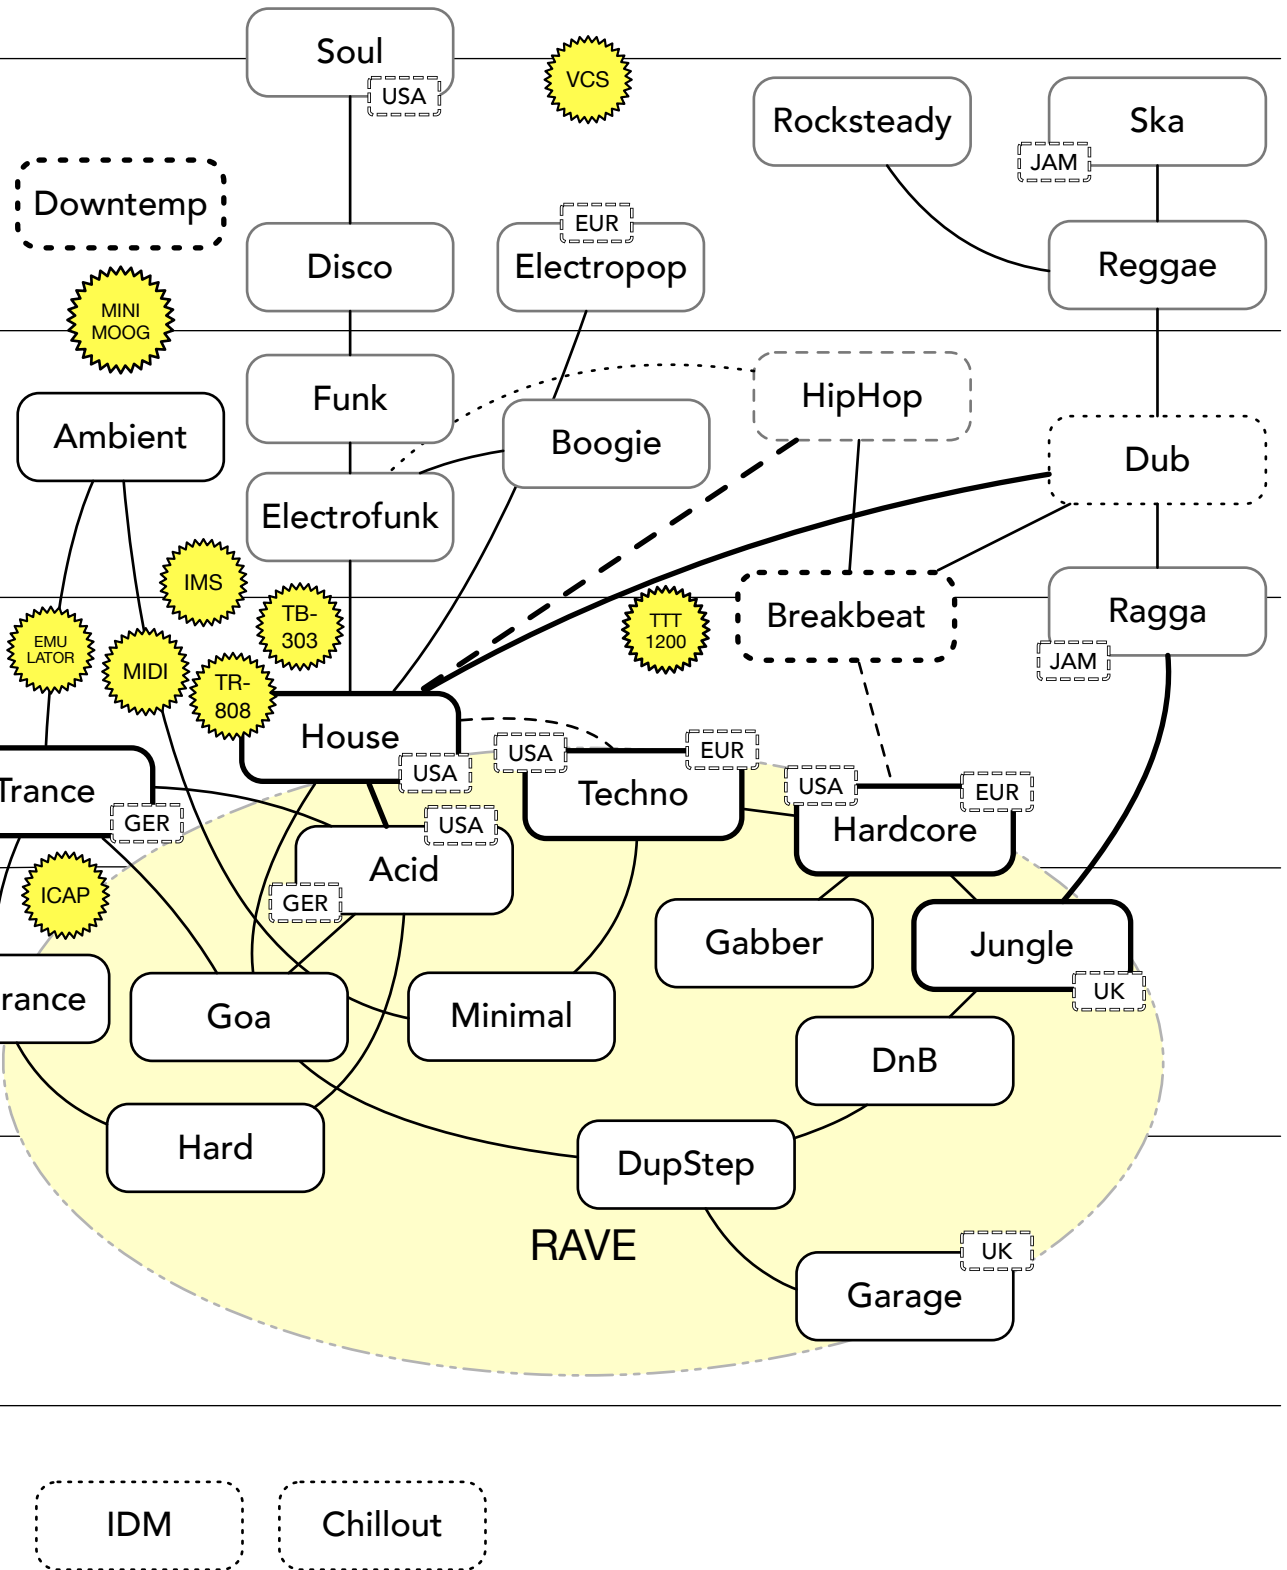 Soul
USA
VCS
Rocksteady
Ska
JAM
Downtemp
Disco
EUR
Electropop
Reggae
MINI
MOOG
Funk
HipHop
Ambient
Boogie
Dub
Electrofunk
IMS
TB-
303
TTT
1200
Breakbeat
Ragga
JAM
EMU
LATOR
MIDI
TR-
808
House
USA
USA
EUR
Techno
USA
EUR
Hardcore
Trance
GER
USA
Acid
GER
ICAP
Gabber
Jungle
UK
rance
Goa
Minimal
DnB
Hard
DupStep
RAVE
UK
Garage
IDM
Chillout